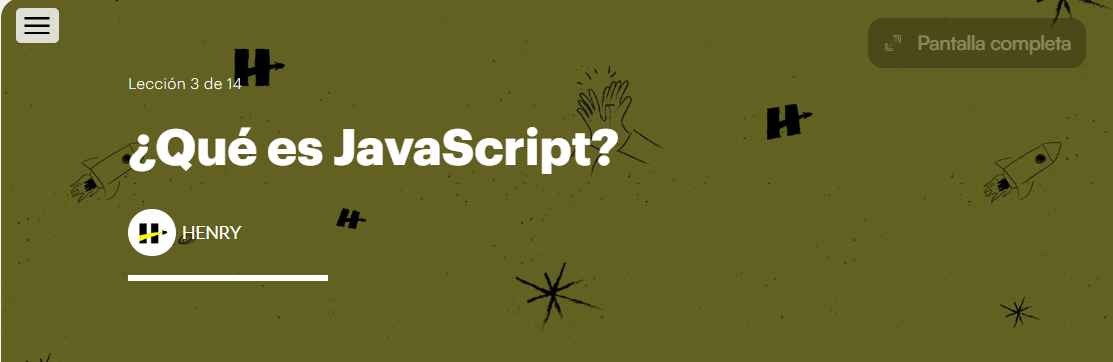 Pantalla completa
Lección 3 de 14
¿Qué es JavaScript?
HENRY